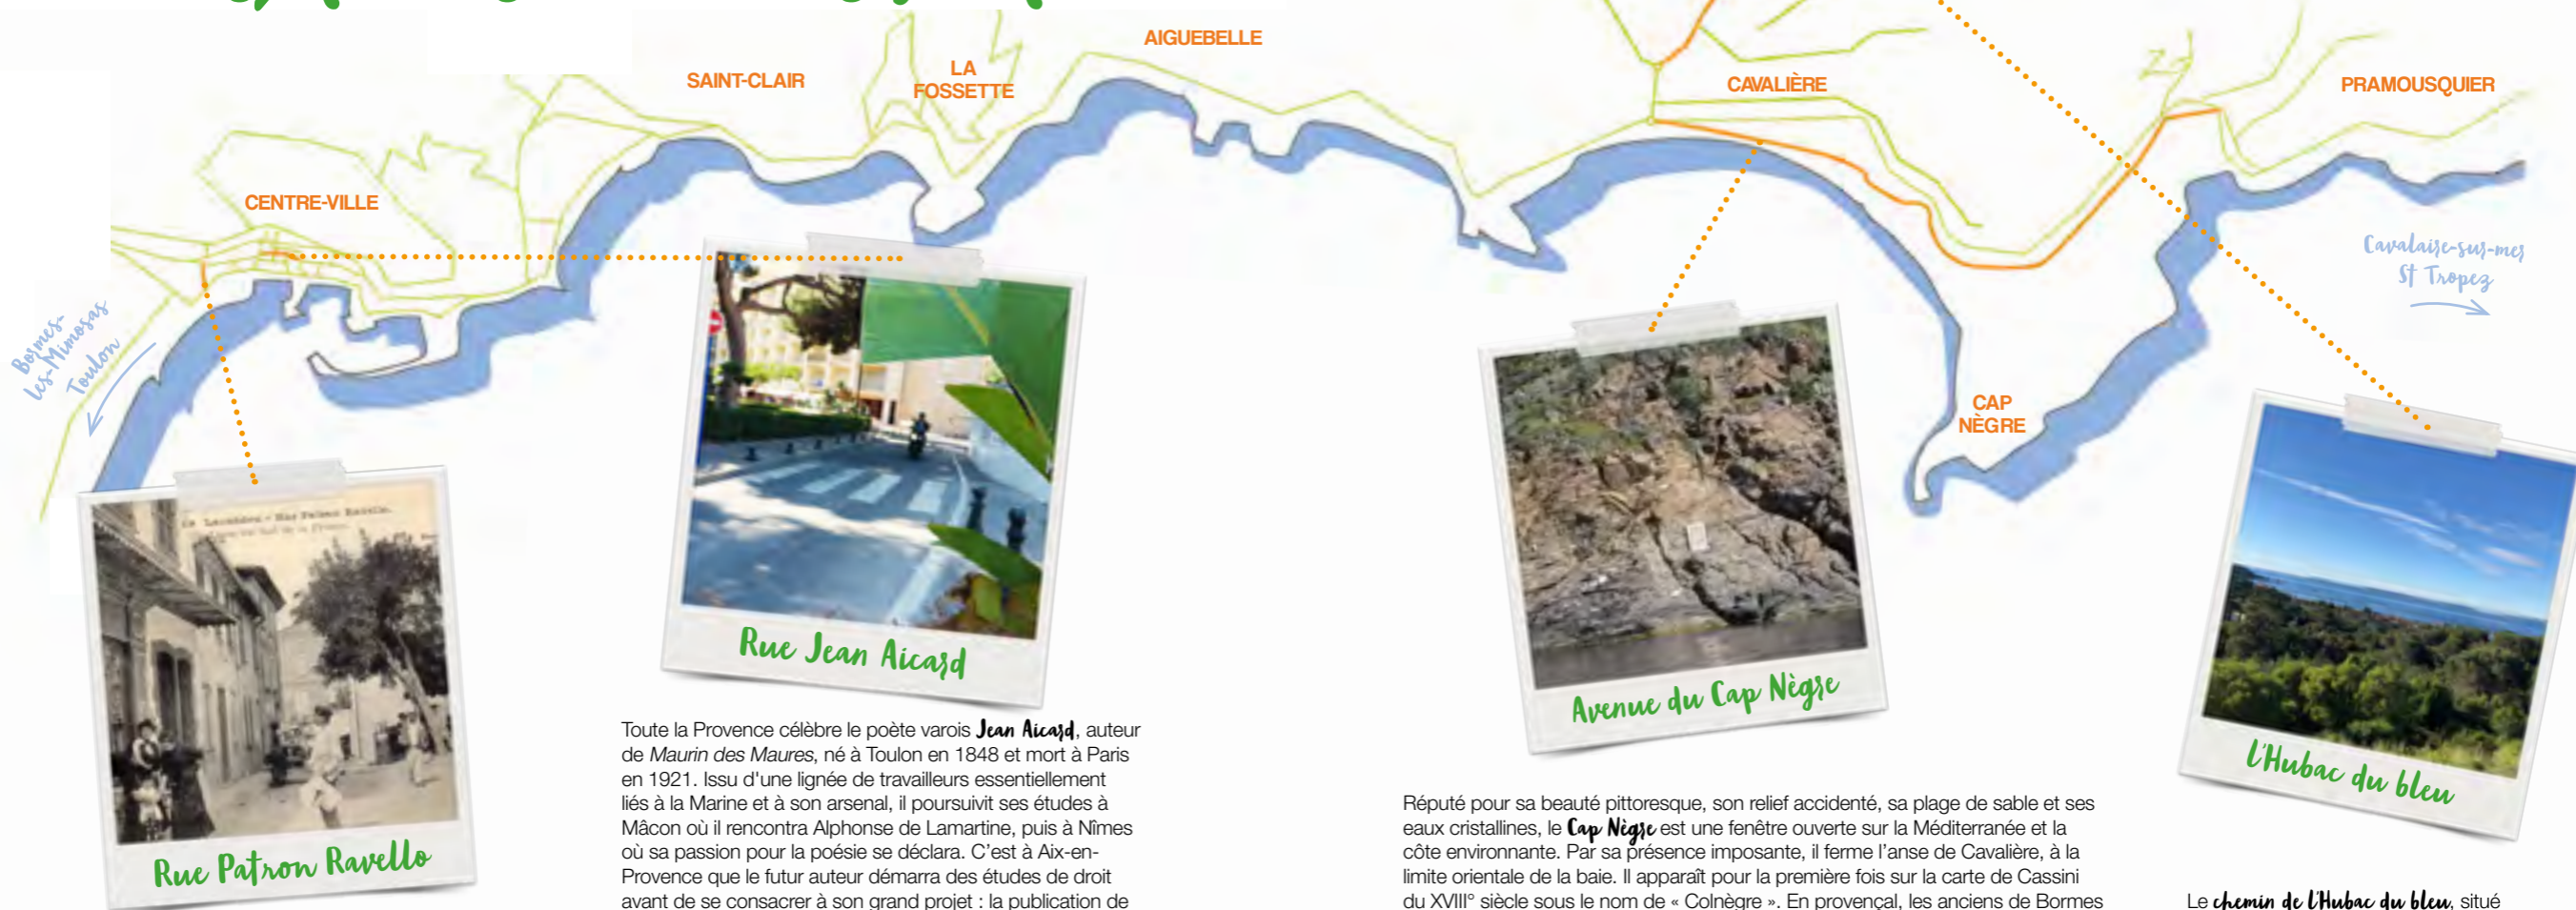 AIGUEBELLE
LA
FOSSETTE
SAINT-CLAIR
CAVALIÈRE
PRAMOUSQUIER
CENTRE-VILLE
Bormes-
Les-Mimosas
Toulon
Cavalaire-sur-mer
St Tropez
CAP
NÈGRE
Rue Patron Ravello
Rue Jean Aicard
Toute la Provence célèbre le poète varois Jean Aicard, auteur
de Maurin des Maures, né à Toulon en 1848 et mort à Paris
en 1921. Issu d'une lignée de travailleurs essentiellement
liés à la Marine et à son arsenal, il poursuivit ses études à
Mâcon où il rencontra Alphonse de Lamartine, puis à Nîmes
où sa passion pour la poésie se déclara. C'est à Aix-en-
Provence que le futur auteur démarra des études de droit
avant de se consacrer à son grand projet : la publication de
Avenue du Cap Nègre
Réputé pour sa beauté pittoresque, son relief accidenté, sa plage de sable et ses
eaux cristallines, le Cap Nègre est une fenêtre ouverte sur la Méditerranée et la
côte environnante. Par sa présence imposante, il ferme l'anse de Cavalière, à la
limite orientale de la baie. Il apparaît pour la première fois sur la carte de Cassini
du XVIII° siècle sous le nom de « Colnègre ». En provençal, les anciens de Bormes
L'Hubac du bleu
Le chemin de l'Hubac du bleu, situé